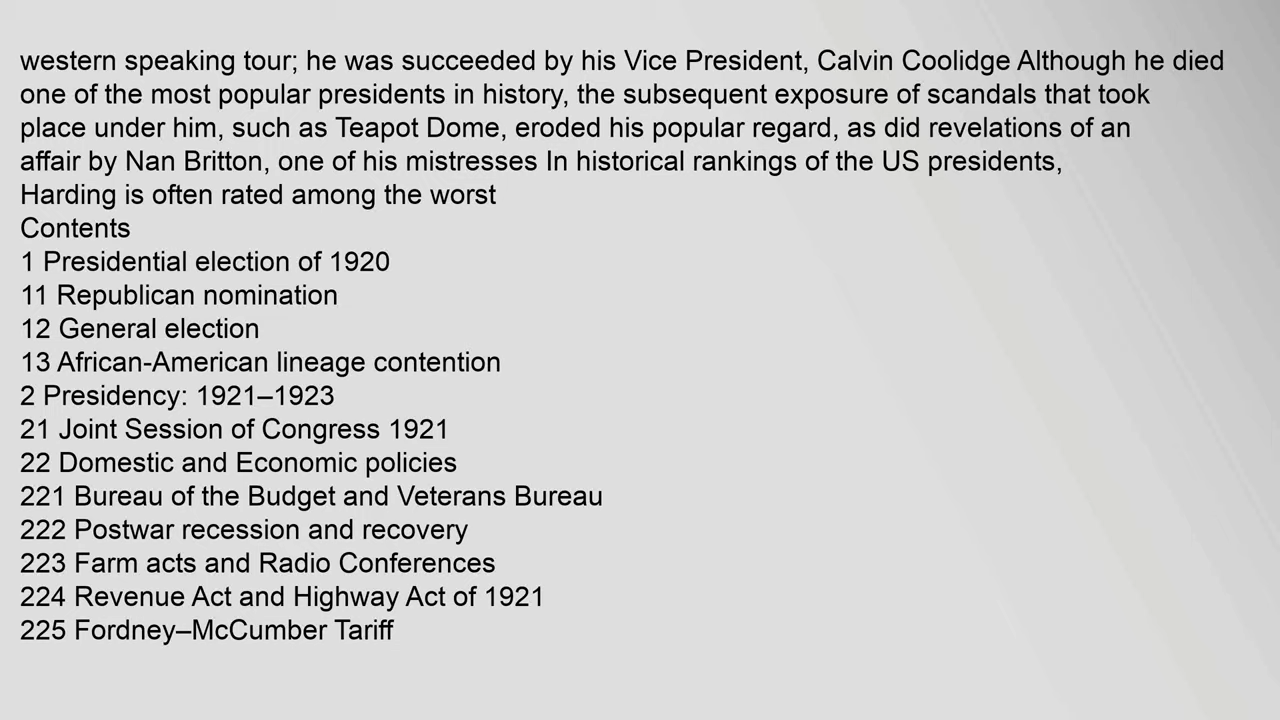 western speaking tour; he was succeeded by his Vice President, Calvin Coolidge Although he died
one of the most popular presidents in history, the subsequent exposure of scandals that took
place under him, such as Teapot Dome, eroded his popular regard, as did revelations of an
affair by Nan Britton, one of his mistresses In historical rankings of the US presidents,
Harding is often rated among the worst
Contents
1 Presidential election of 1920
11 Republican nomination
12 General election
13 African-American lineage contention
2 Presidency: 1921–1923
21 Joint Session of Congress 1921
22 Domestic and Economic policies
221 Bureau of the Budget and Veterans Bureau
222 Postwar recession and recovery
223 Farm acts and Radio Conferences
224 Revenue Act and Highway Act of 1921
225 Fordney–McCumber Tariff